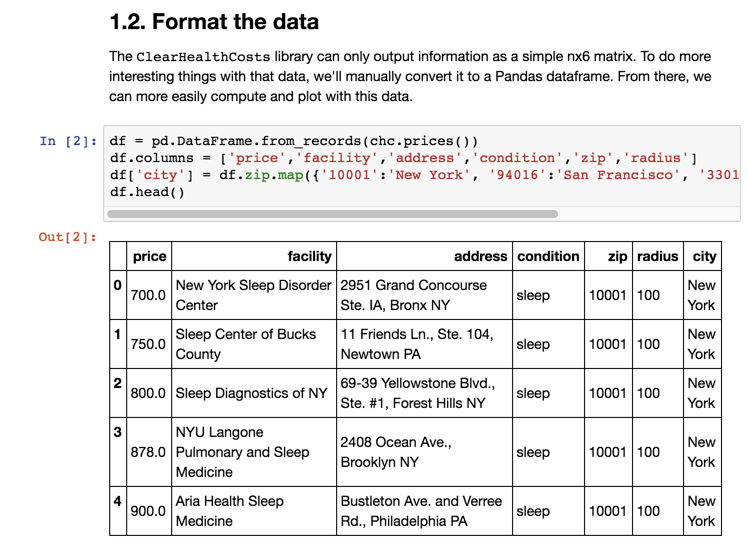 1.2. Format the data
The ClearHealthCosts library can only output information as a simple nx6 matrix. To do more
interesting things with that data, we'll manually convert it to a Pandas dataframe. From there, we
can more easily compute and plot with this data.
In [2]: df = pd.DataFrame.from_records(chc.prices())
df.columns = ['price','facility','address','condition','zip','radius']
df['city'] = df.zip.map({'10001':'New York', '94016':'San Francisco', '3301
df.head()
Out[2]:
price facility address condition zip radius city
0 700.0 New York Sleep Disorder Center 2951 Grand Concourse Ste. IA, Bronx NY sleep 10001 100 New York
1 750.0 Sleep Center of Bucks County 11 Friends Ln., Ste. 104, Newtown PA sleep 10001 100 New York
2 800.0 Sleep Diagnostics of NY 69-39 Yellowstone Blvd., Ste. #1, Forest Hills NY sleep 10001 100 New York
3 878.0 NYU Langone Pulmonary and Sleep Medicine 2408 Ocean Ave., Brooklyn NY sleep 10001 100 New York
4 900.0 Aria Health Sleep Medicine Bustleton Ave. and Verree Rd., Philadelphia PA sleep 10001 100 New York